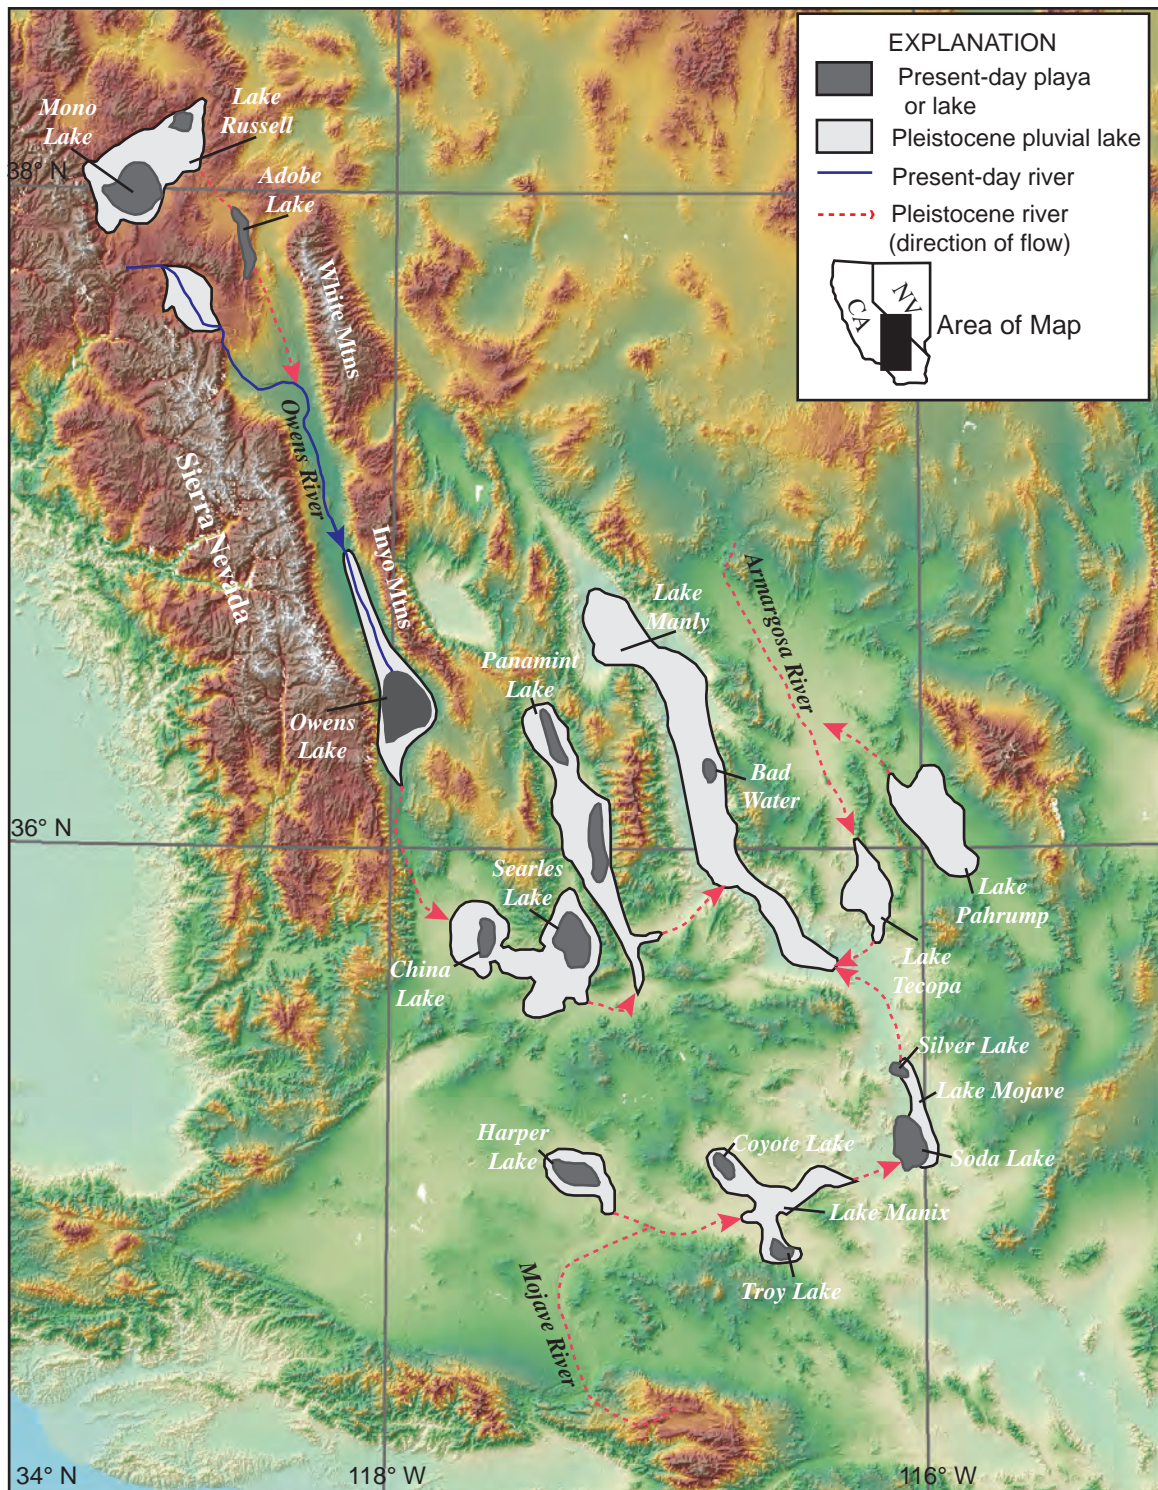 EXPLANATION
Present-day playa
or lake
Pleistocene pluvial lake
Present-day river
Pleistocene river
(direction of flow)
CA
NV
Area of Map
Mono
Lake
Lake
Russell
38° N
Adobe
Lake
White Mtns
Owens River
Sierra Nevada
Inyo Mtns
Owens
Lake
Panamint
Lake
Lake
Manly
Armargosa River
Bad
Water
36° N
Searles
Lake
China
Lake
Lake
Pahrump
Lake
Tecopa
Silver Lake
Lake Mojave
Soda Lake
Harper
Lake
Coyote Lake
Lake Manix
Troy Lake
Mojave River
34° N
118° W
116° W